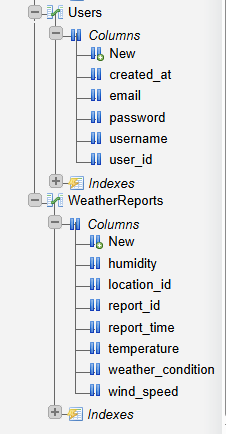 Users
Columns
New
created_at
email
password
username
user_id
Indexes
WeatherReports
Columns
New
humidity
location_id
report_id
report_time
temperature
weather_condition
wind_speed
Indexes